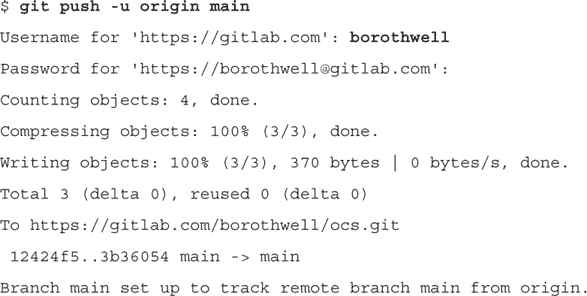 $ git push -u origin main
Username for 'https://gitlab.com': borothwell
Password for 'https://borothwell@gitlab.com':
Counting objects: 4, done.
Compressing objects: 100% (3/3), done.
Writing objects: 100% (3/3), 370 bytes | 0 bytes/s, done.
Total 3 (delta 0), reused 0 (delta 0)
To https://gitlab.com/borothwell/ocs.git
12424f5..3b36054 main -> main
Branch main set up to track remote branch main from origin.